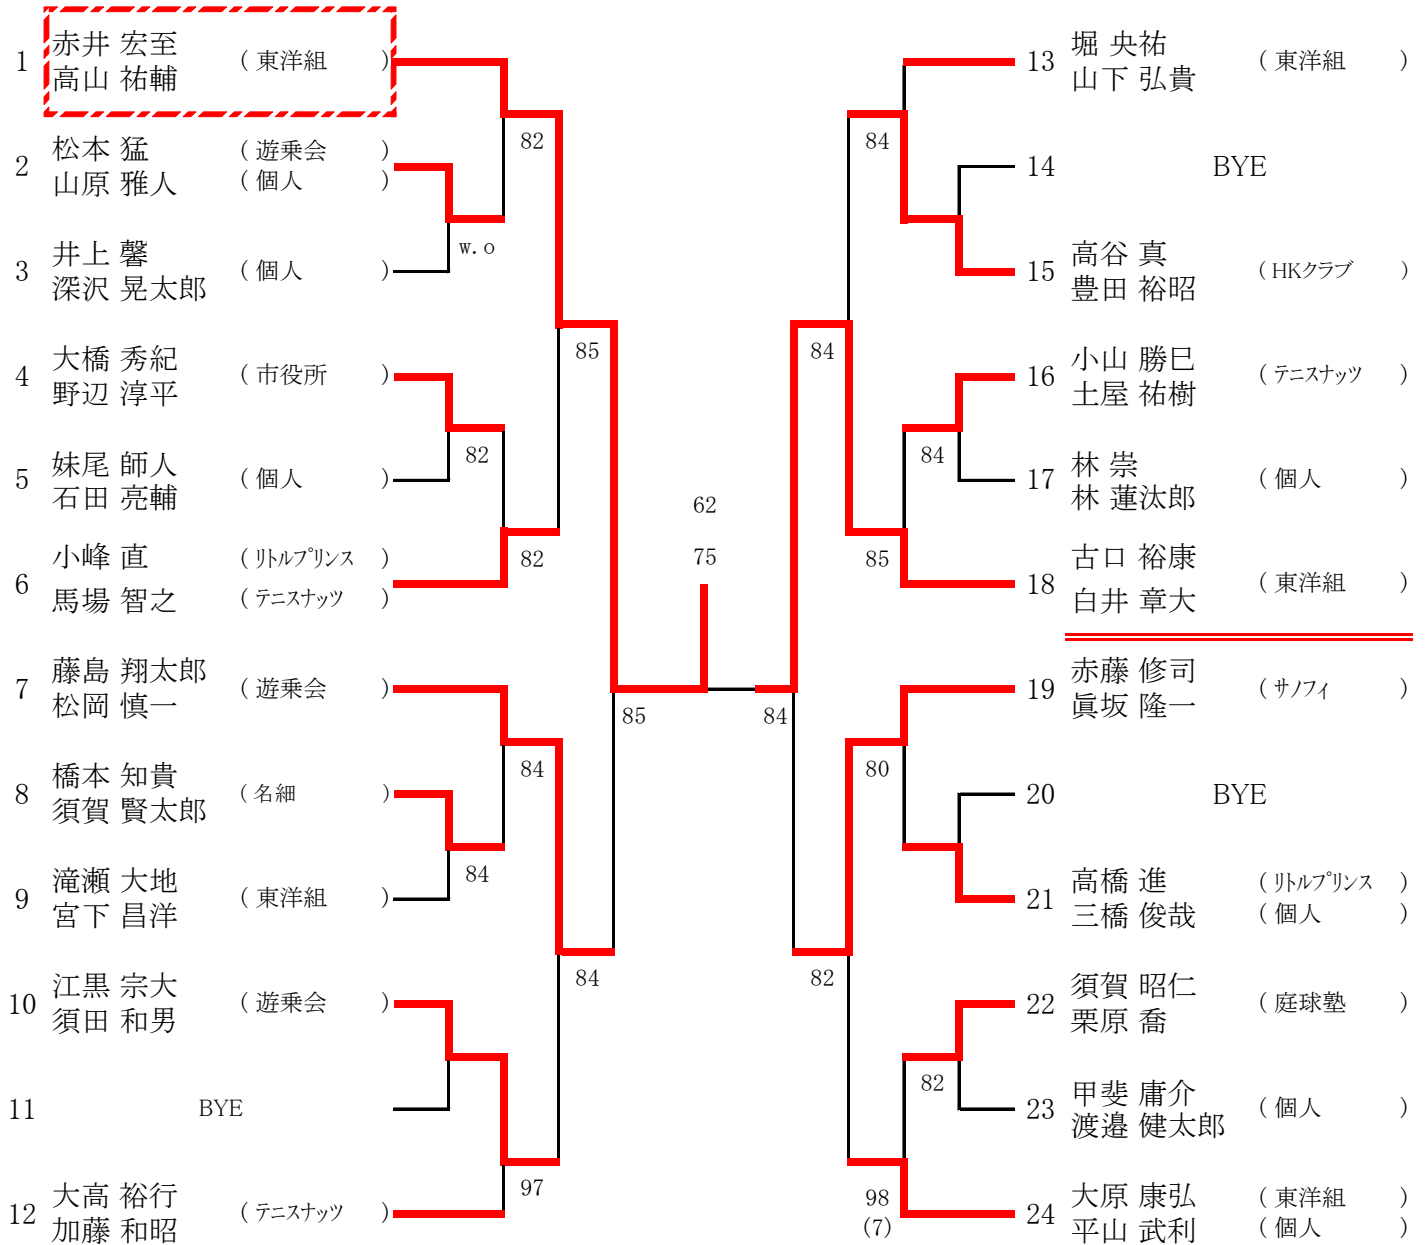 1 赤井 宏至 ( 東洋組 )
高山 祐輔
82
2 松本 猛 ( 遊乗会 )
山原 雅人 ( 個人 )
w.o
3 井上 馨 ( 個人 )
深沢 晃太郎
85
4 大橋 秀紀 ( 市役所 )
野辺 淳平
82
5 妹尾 師人 ( 個人 )
石田 亮輔
82
6 小峰 直 ( リトルプリンス )
馬場 智之 ( テニスナッツ )
7 藤島 翔太郎 ( 遊乗会 )
松岡 慎一
85
84
8 橋本 知貴 ( 名細 )
須賀 賢太郎
84
9 滝瀬 大地 ( 東洋組 )
宮下 昌洋
84
10 江黒 宗大 ( 遊乗会 )
須田 和男
11 BYE
97
12 大高 裕行 ( テニスナッツ )
加藤 和昭
62
75
13 堀 央祐 ( 東洋組 )
山下 弘貴
84
14 BYE
15 高谷 真 ( HKクラブ )
豊田 裕昭
84
16 小山 勝巳 ( テニスナッツ )
土屋 祐樹
84
17 林 崇 ( 個人 )
林 蓮汰郎
85
18 古口 裕康 ( 東洋組 )
白井 章大
19 赤藤 修司 ( サノフィ )
眞坂 隆一
84
80
20 BYE
21 高橋 進 ( リトルプリンス )
三橋 俊哉 ( 個人 )
82
22 須賀 昭仁 ( 庭球塾 )
栗原 喬
82
23 甲斐 庸介 ( 個人 )
渡邉 健太郎
98
(7)
24 大原 康弘 ( 東洋組 )
平山 武利 ( 個人 )